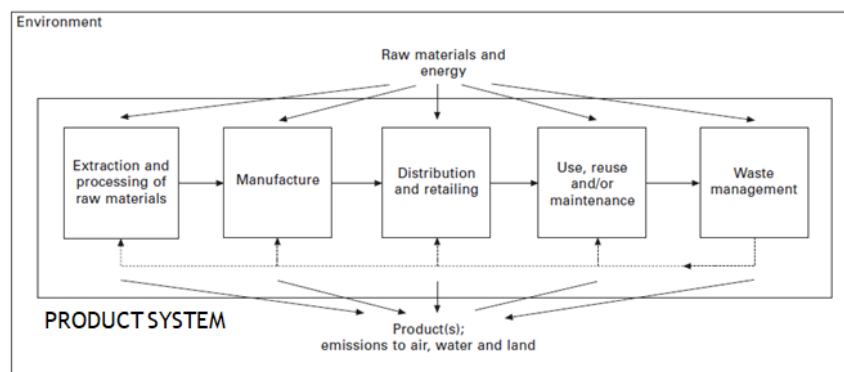 Environment
Raw materials and
energy
Extraction and
processing of
raw materials
Manufacture
Distribution
and retailing
Use, reuse
and/or
maintenance
Waste
management
PRODUCT SYSTEM
Product(s);
emissions to air, water and land